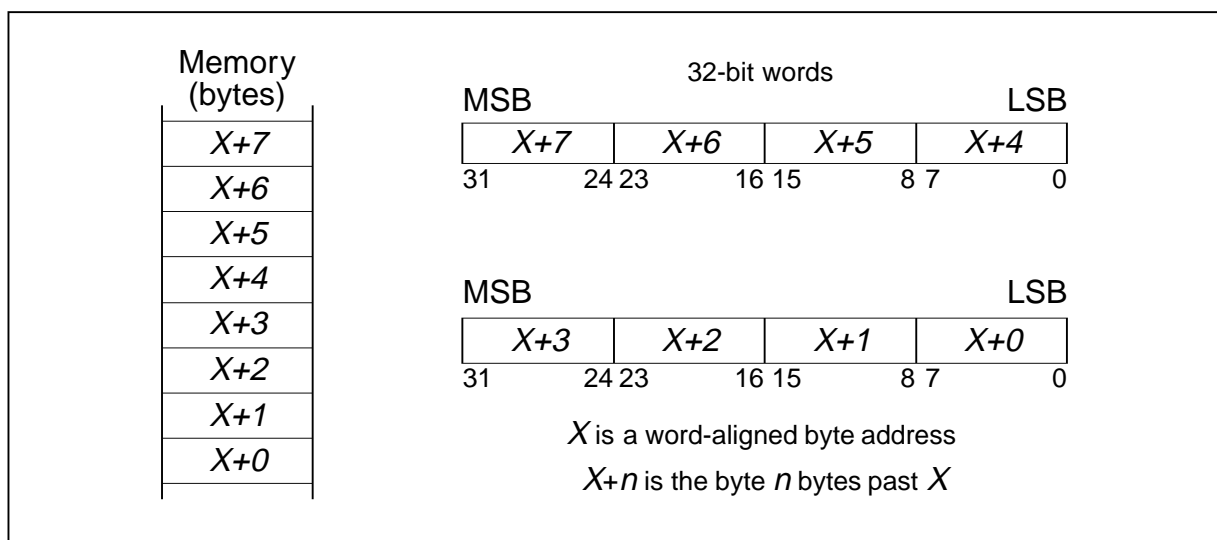 Memory
(bytes)
X+7
X+6
X+5
X+4
X+3
X+2
X+1
X+0
32-bit words
MSB LSB
X+7 X+6 X+5 X+4
31 24 23 16 15 8 7 0
MSB LSB
X+3 X+2 X+1 X+0
31 24 23 16 15 8 7 0
X is a word-aligned byte address
X+n is the byte n bytes past X